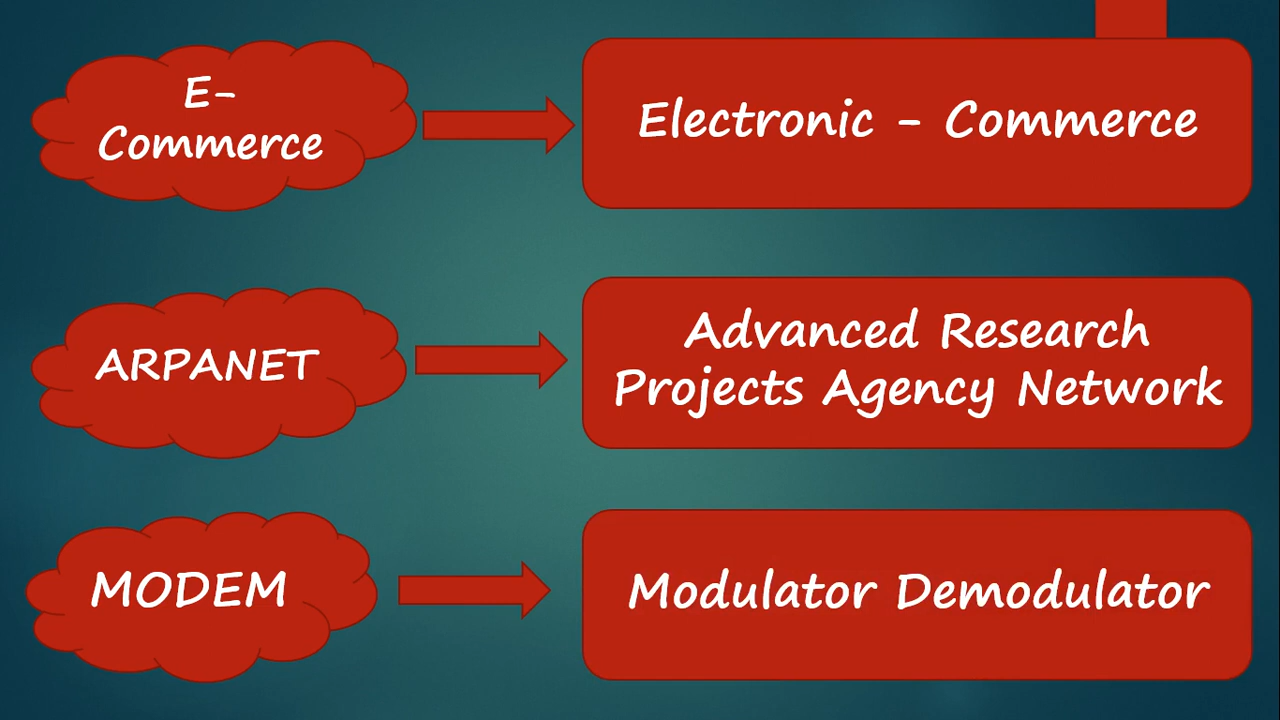 E-
Commerce
Electronic - Commerce
ARPANET
Advanced Research
Projects Agency Network
MODEM
Modulator Demodulator